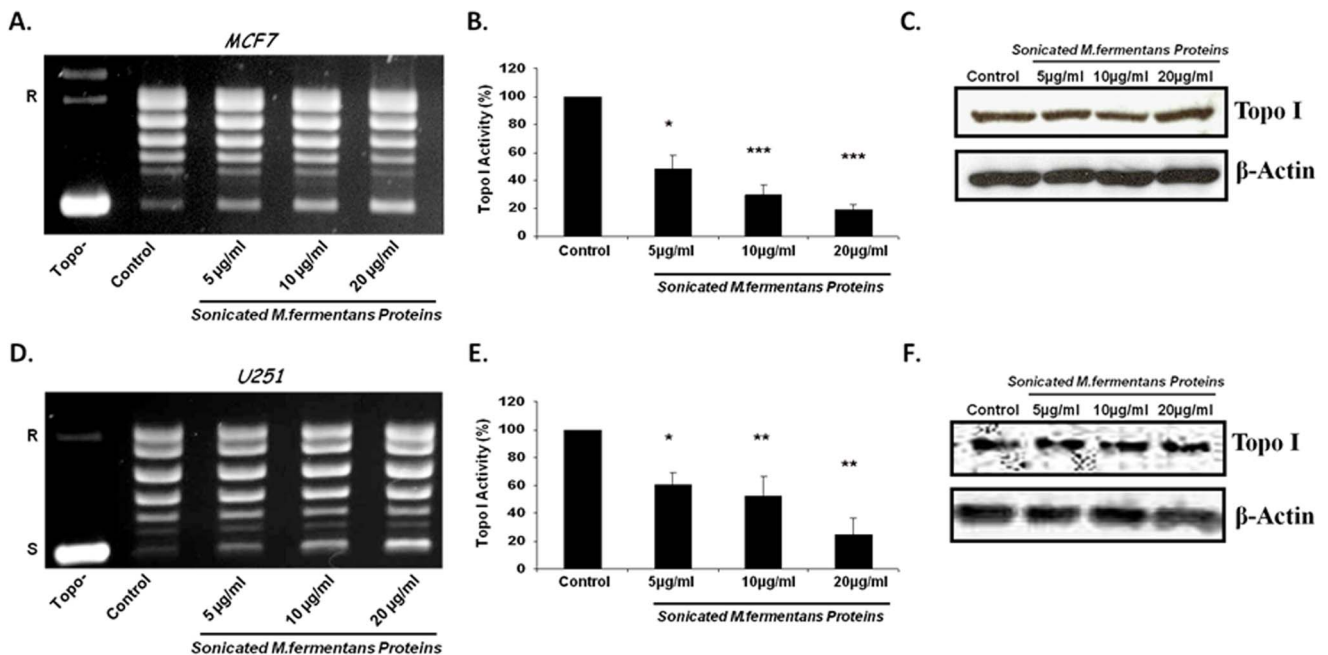 A.
MCF7
R
Topo-
Control
5 µg/ml
10 µg/ml
20 µg/ml
Sonicated M.fermentans Proteins
B.
Topo I Activity (%)
120
100
80
60
40
20
0
*
***
***
Control
5µg/ml
10µg/ml
20µg/ml
Sonicated M.fermentans Proteins
C.
Sonicated M.fermentans Proteins
Control 5µg/ml 10µg/ml 20µg/ml
Topo I
β-Actin
D.
U251
R
S
Topo-
Control
5 µg/ml
10 µg/ml
20 µg/ml
Sonicated M.fermentans Proteins
E.
Topo I Activity (%)
120
100
80
60
40
20
0
*
**
**
Control
5µg/ml
10µg/ml
20µg/ml
Sonicated M.fermentans Proteins
F.
Sonicated M.fermentans Proteins
Control 5µg/ml 10µg/ml 20µg/ml
Topo I
β-Actin